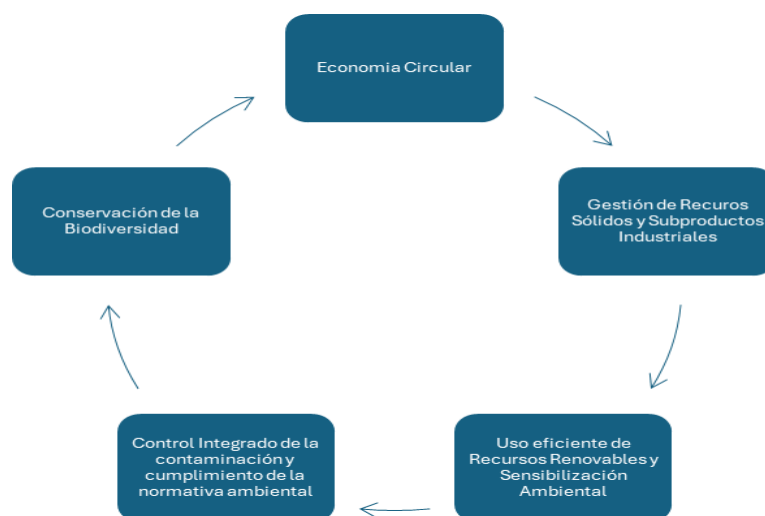 Economia Circular
Gestión de Recuros
Sólidos y Subproductos
Industriales
Uso eficiente de
Recursos Renovables y
Sensibilización
Ambiental
Control Integrado de la
contaminación y
cumplimiento de la
normativa ambiental
Conservación de la
Biodiversidad